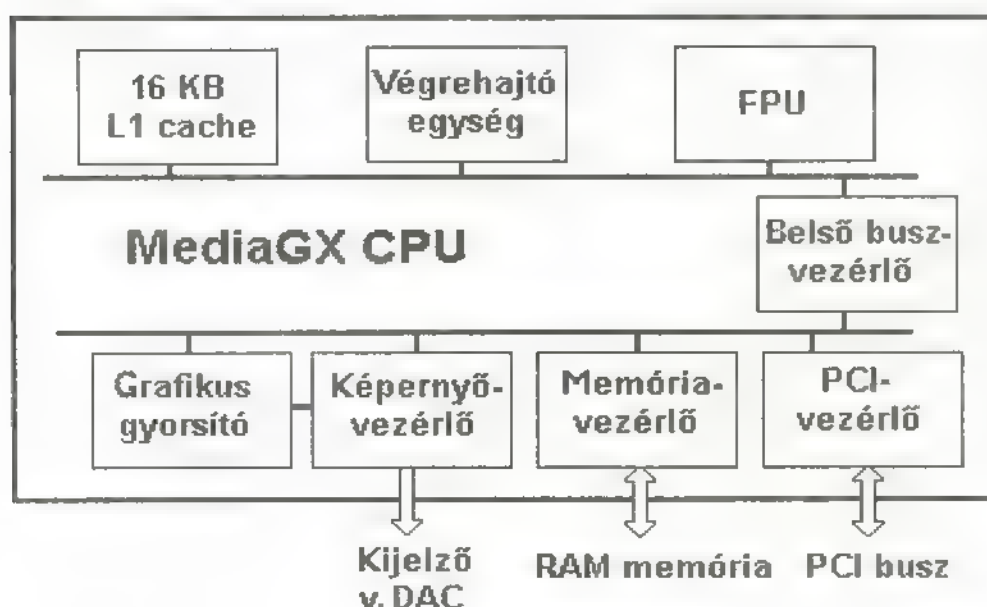 16 KB
L1 cache
Végrehajtó
egység
FPU
MediaGX CPU
Belső busz-
vezérlő
Grafikus
gyorsító
Képernyő-
vezérlő
Memória-
vezérlő
PCI-
vezérlő
Kijelző
v. DAC
RAM memória
PCI busz